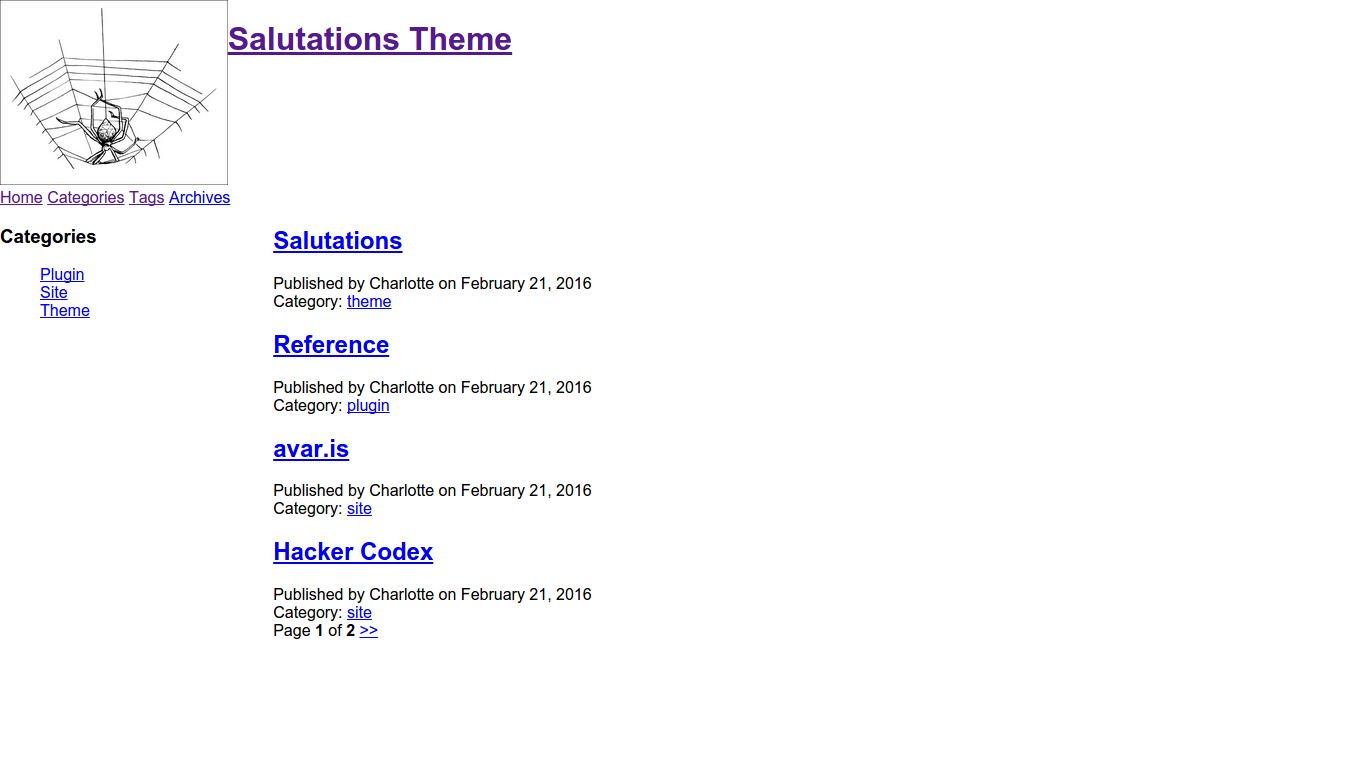 Salutations Theme
Home Categories Tags Archives
Categories
Plugin
Site
Theme
Salutations
Published by Charlotte on February 21, 2016
Category: theme
Reference
Published by Charlotte on February 21, 2016
Category: plugin
avar.is
Published by Charlotte on February 21, 2016
Category: site
Hacker Codex
Published by Charlotte on February 21, 2016
Category: site
Page 1 of 2 >>